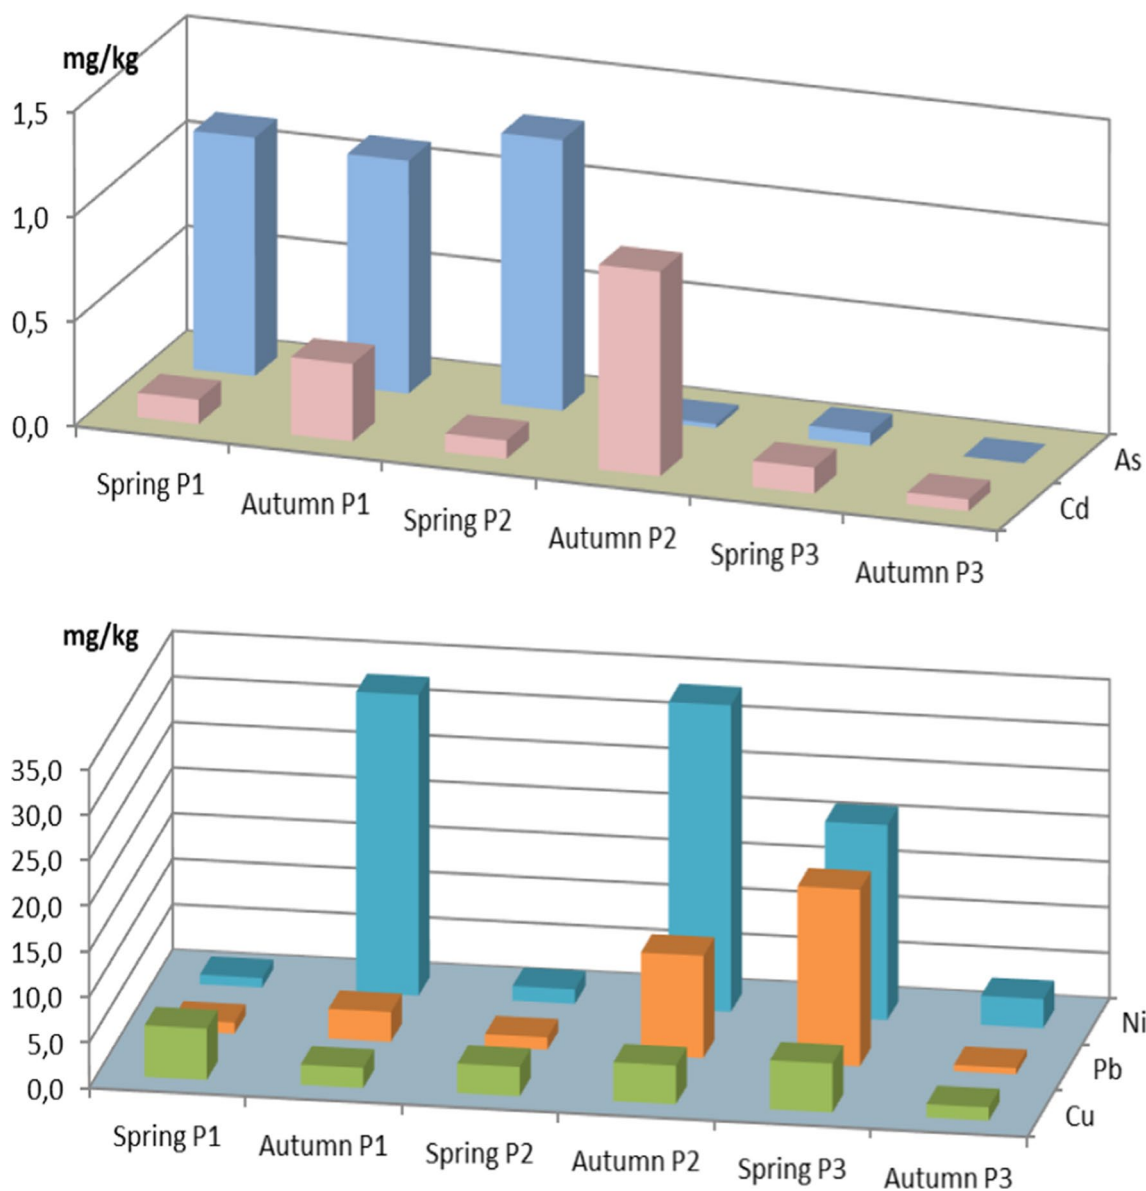 mg/kg
1,5
1,0
0,5
0,0
Spring P1
Autumn P1
Spring P2
Autumn P2
Spring P3
Autumn P3
As
Cd
mg/kg
35,0
30,0
25,0
20,0
15,0
10,0
5,0
0,0
Spring P1
Autumn P1
Spring P2
Autumn P2
Spring P3
Autumn P3
Ni
Pb
Cu